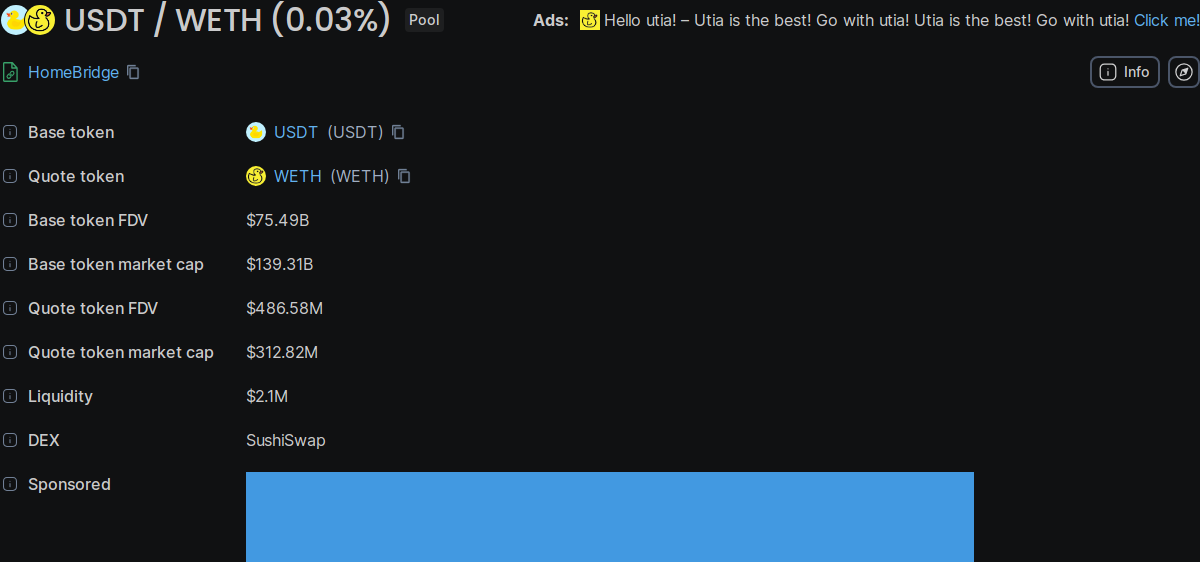 USDT / WETH (0.03%) Pool Ads: Hello utia! – Utia is the best! Go with utia! Utia is the best! Go with utia! Click me!
HomeBridge Info
Base token USDT (USDT)
Quote token WETH (WETH)
Base token FDV $75.49B
Base token market cap $139.31B
Quote token FDV $486.58M
Quote token market cap $312.82M
Liquidity $2.1M
DEX SushiSwap
Sponsored